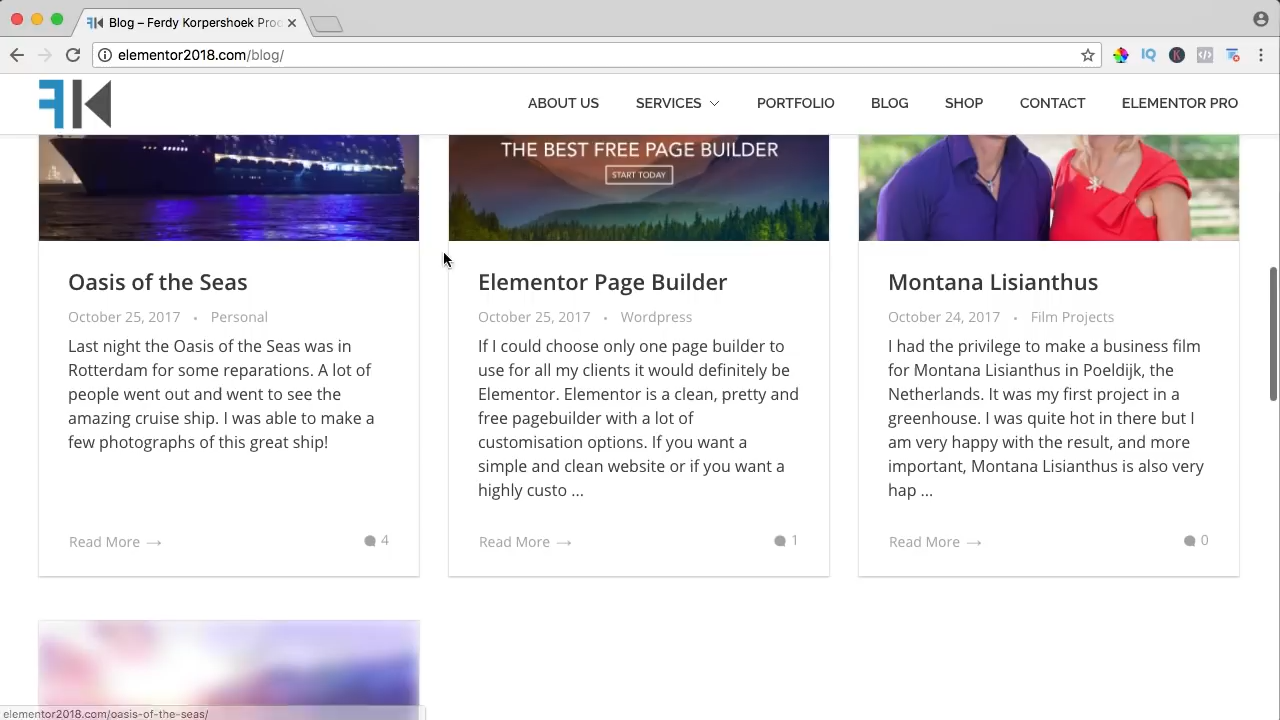 Blog – Ferdy Korpershoek Proc
elementor2018.com/blog/
FK
ABOUT US SERVICES PORTFOLIO BLOG SHOP CONTACT ELEMENTOR PRO
THE BEST FREE PAGE BUILDER
START TODAY
Oasis of the Seas
October 25, 2017 • Personal
Last night the Oasis of the Seas was in
Rotterdam for some reparations. A lot of
people went out and went to see the
amazing cruise ship. I was able to make a
few photographs of this great ship!
Read More → 4
Elementor Page Builder
October 25, 2017 • Wordpress
If I could choose only one page builder to
use for all my clients it would definitely be
Elementor. Elementor is a clean, pretty and
free pagebuilder with a lot of
customisation options. If you want a
simple and clean website or if you want a
highly custo ...
Read More → 1
Montana Lisianthus
October 24, 2017 • Film Projects
I had the privilege to make a business film
for Montana Lisianthus in Poeldijk, the
Netherlands. It was my first project in a
greenhouse. I was quite hot in there but I
am very happy with the result, and more
important, Montana Lisianthus is also very
hap ...
Read More → 0
elementor2018.com/oasis-of-the-seas/